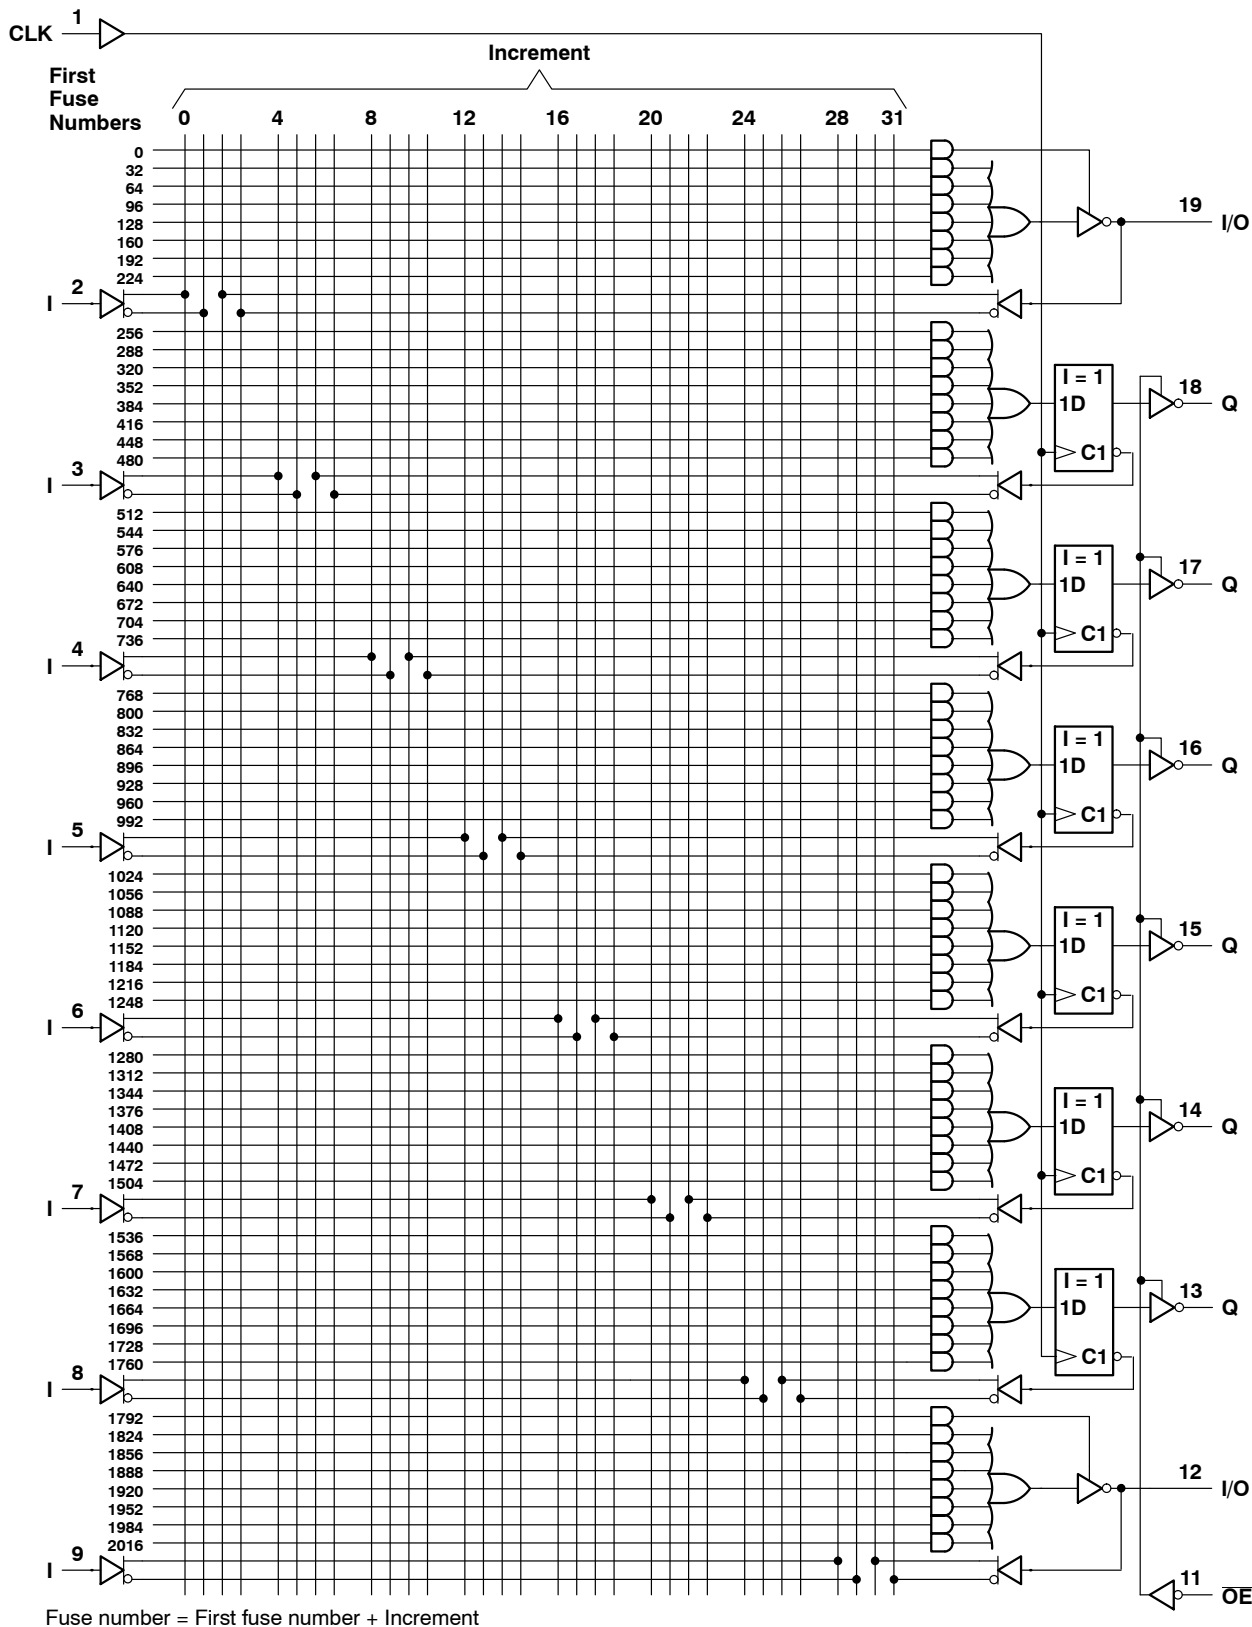 1
CLK
Increment
First
Fuse
Numbers
0 4 8 12 16 20 24 28 31
0
32
64
96
128
160
192
224
19
I/O
2
I
256
288
320
352
384
416
448
480
I = 1
1D
C1
18
Q
3
I
512
544
576
608
640
672
704
736
I = 1
1D
C1
17
Q
4
I
768
800
832
864
896
928
960
992
I = 1
1D
C1
16
Q
5
I
1024
1056
1088
1120
1152
1184
1216
1248
I = 1
1D
C1
15
Q
6
I
1280
1312
1344
1376
1408
1440
1472
1504
I = 1
1D
C1
14
Q
7
I
1536
1568
1600
1632
1664
1696
1728
1760
I = 1
1D
C1
13
Q
8
I
1792
1824
1856
1888
1920
1952
1984
2016
12
I/O
9
I
11
O̅E̅
Fuse number = First fuse number + Increment